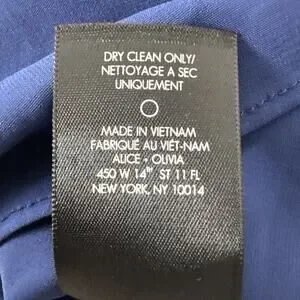 DRY CLEAN ONLY/
NETTOYAGE A SEC
UNIQUEMENT
MADE IN VIETNAM
FABRIQUÉ AU VIÊT-NAM
ALICE + OLIVIA
450 W 14TH ST 11 FL
NEW YORK, NY 10014